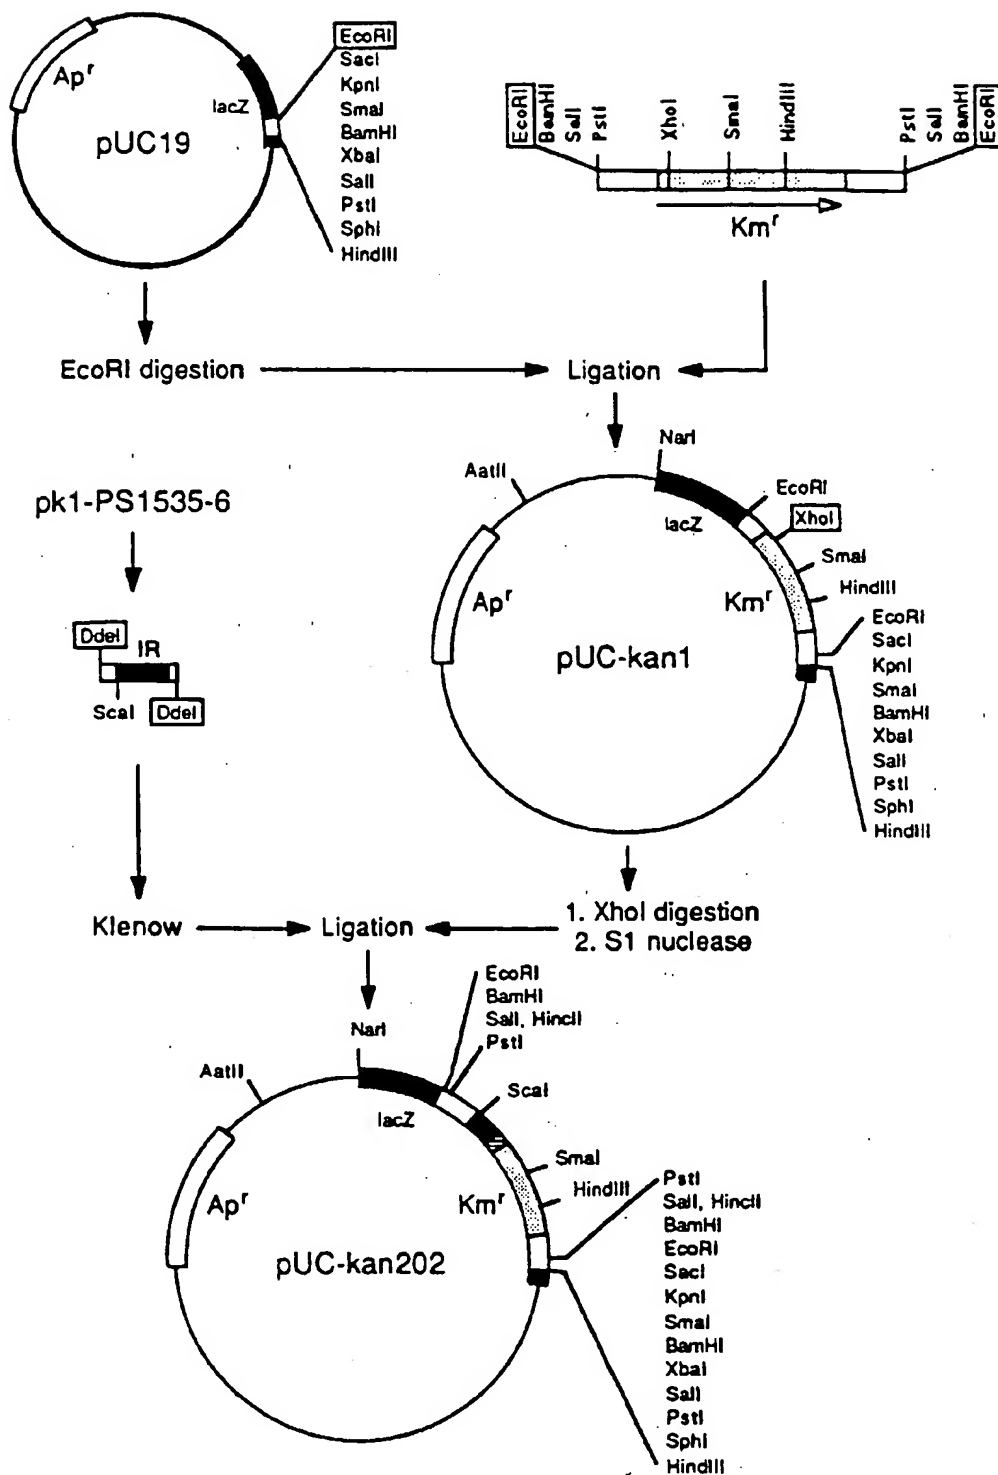 Ap^r
lacZ
pUC19
EcoRI
SacI
KpnI
SmaI
BamHI
XbaI
SalI
PstI
SphI
HindIII
EcoRI
BamHI
SalI
PstI
XhoI
SmaI
HindIII
PstI
SalI
BamHI
EcoRI
Km^r
EcoRI digestion
Ligation
pk1-PS1535-6
DdeI
IR
ScaI
DdeI
AatII
NarI
lacZ
EcoRI
XhoI
SmaI
HindIII
Ap^r
Km^r
pUC-kan1
EcoRI
SacI
KpnI
SmaI
BamHI
XbaI
SalI
PstI
SphI
HindIII
Klenow
Ligation
1. XhoI digestion
2. S1 nuclease
NarI
AatII
lacZ
EcoRI
BamHI
SalI, HincII
PstI
ScaI
SmaI
HindIII
Ap^r
Km^r
pUC-kan202
PstI
SalI, HincII
BamHI
EcoRI
SacI
KpnI
SmaI
BamHI
XbaI
SalI
PstI
SphI
HindIII